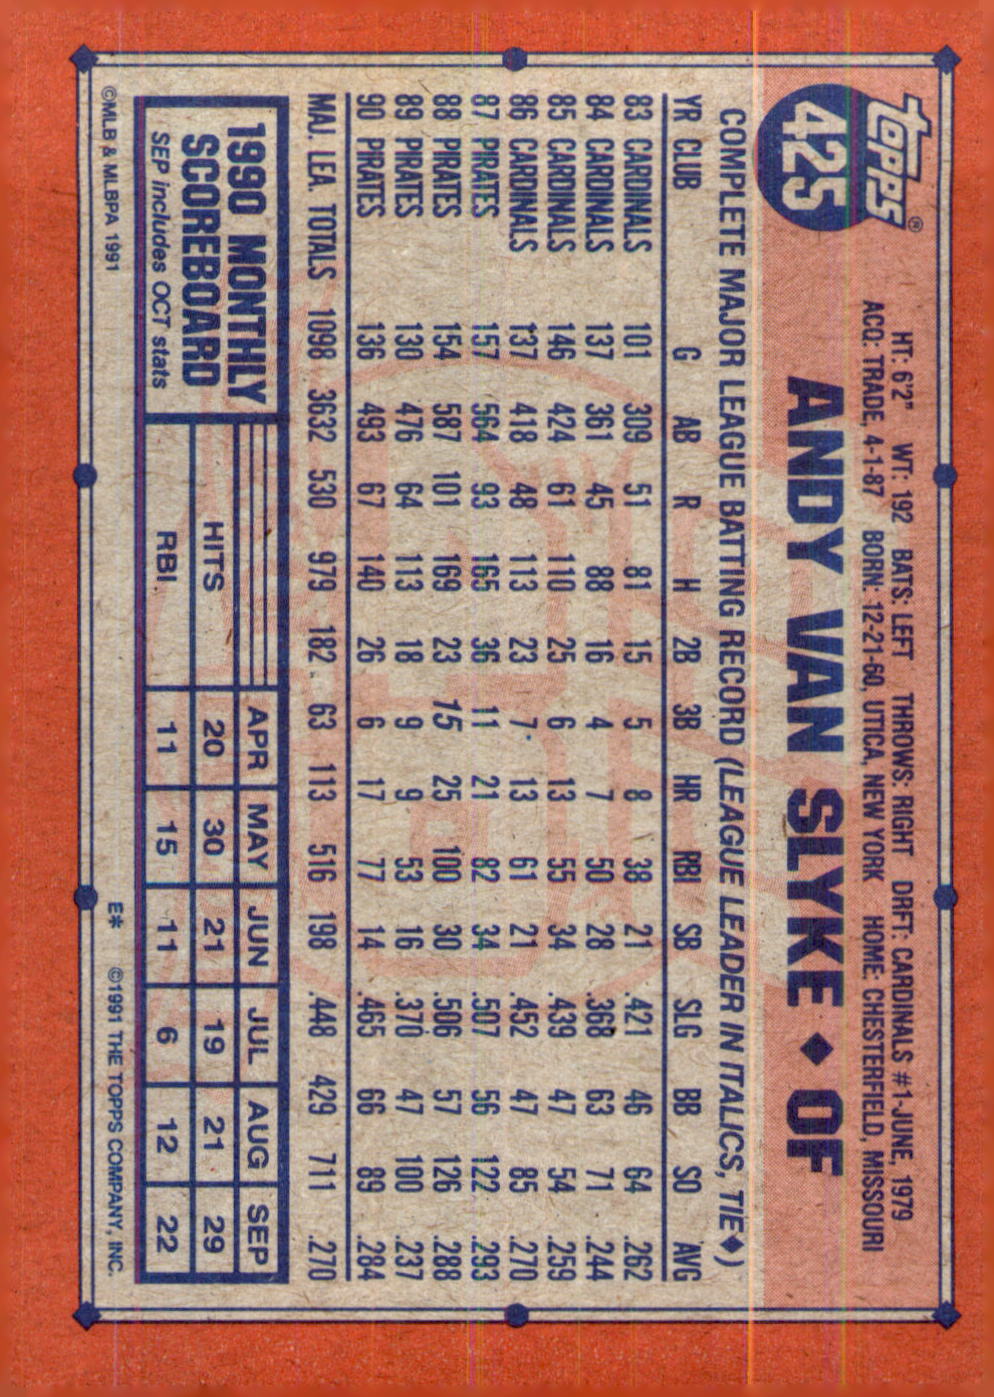 Topps®
425
HT: 6'2" WT: 192 BATS: LEFT THROWS: RIGHT DRFT: CARDINALS #1-JUNE, 1979
ACQ: TRADE, 4-1-87 BORN: 12-21-60, UTICA, NEW YORK HOME: CHESTERFIELD, MISSOURI
ANDY VAN SLYKE ◆ OF
COMPLETE MAJOR LEAGUE BATTING RECORD (LEAGUE LEADER IN ITALICS, TIE◆)
YR CLUB G AB R H 2B 3B HR RBI SB SLG BB SO AVG
83 CARDINALS 101 309 51 81 15 5 8 38 21 .421 46 64 .262
84 CARDINALS 137 361 45 88 16 4 7 50 28 .368 63 71 .244
85 CARDINALS 146 424 61 110 25 6 13 55 34 .439 47 54 .259
86 CARDINALS 137 418 48 113 23 7 13 61 21 .452 47 85 .270
87 PIRATES 157 564 93 165 36 11 21 82 34 .507 56 122 .293
88 PIRATES 154 587 101 169 23 15 25 100 30 .506 57 126 .288
89 PIRATES 130 476 64 113 18 9 9 53 16 .370 47 100 .237
90 PIRATES 136 493 67 140 26 6 17 77 14 .465 66 89 .284
MAJ. LEA. TOTALS 1098 3632 530 979 182 63 113 516 198 .448 429 711 .270
1990 MONTHLY
SCOREBOARD
SEP includes OCT stats
APR MAY JUN JUL AUG SEP
HITS 20 30 21 19 21 29
RBI 11 15 11 6 12 22
©MLB & MLBPA 1991 E* ©1991 THE TOPPS COMPANY, INC.